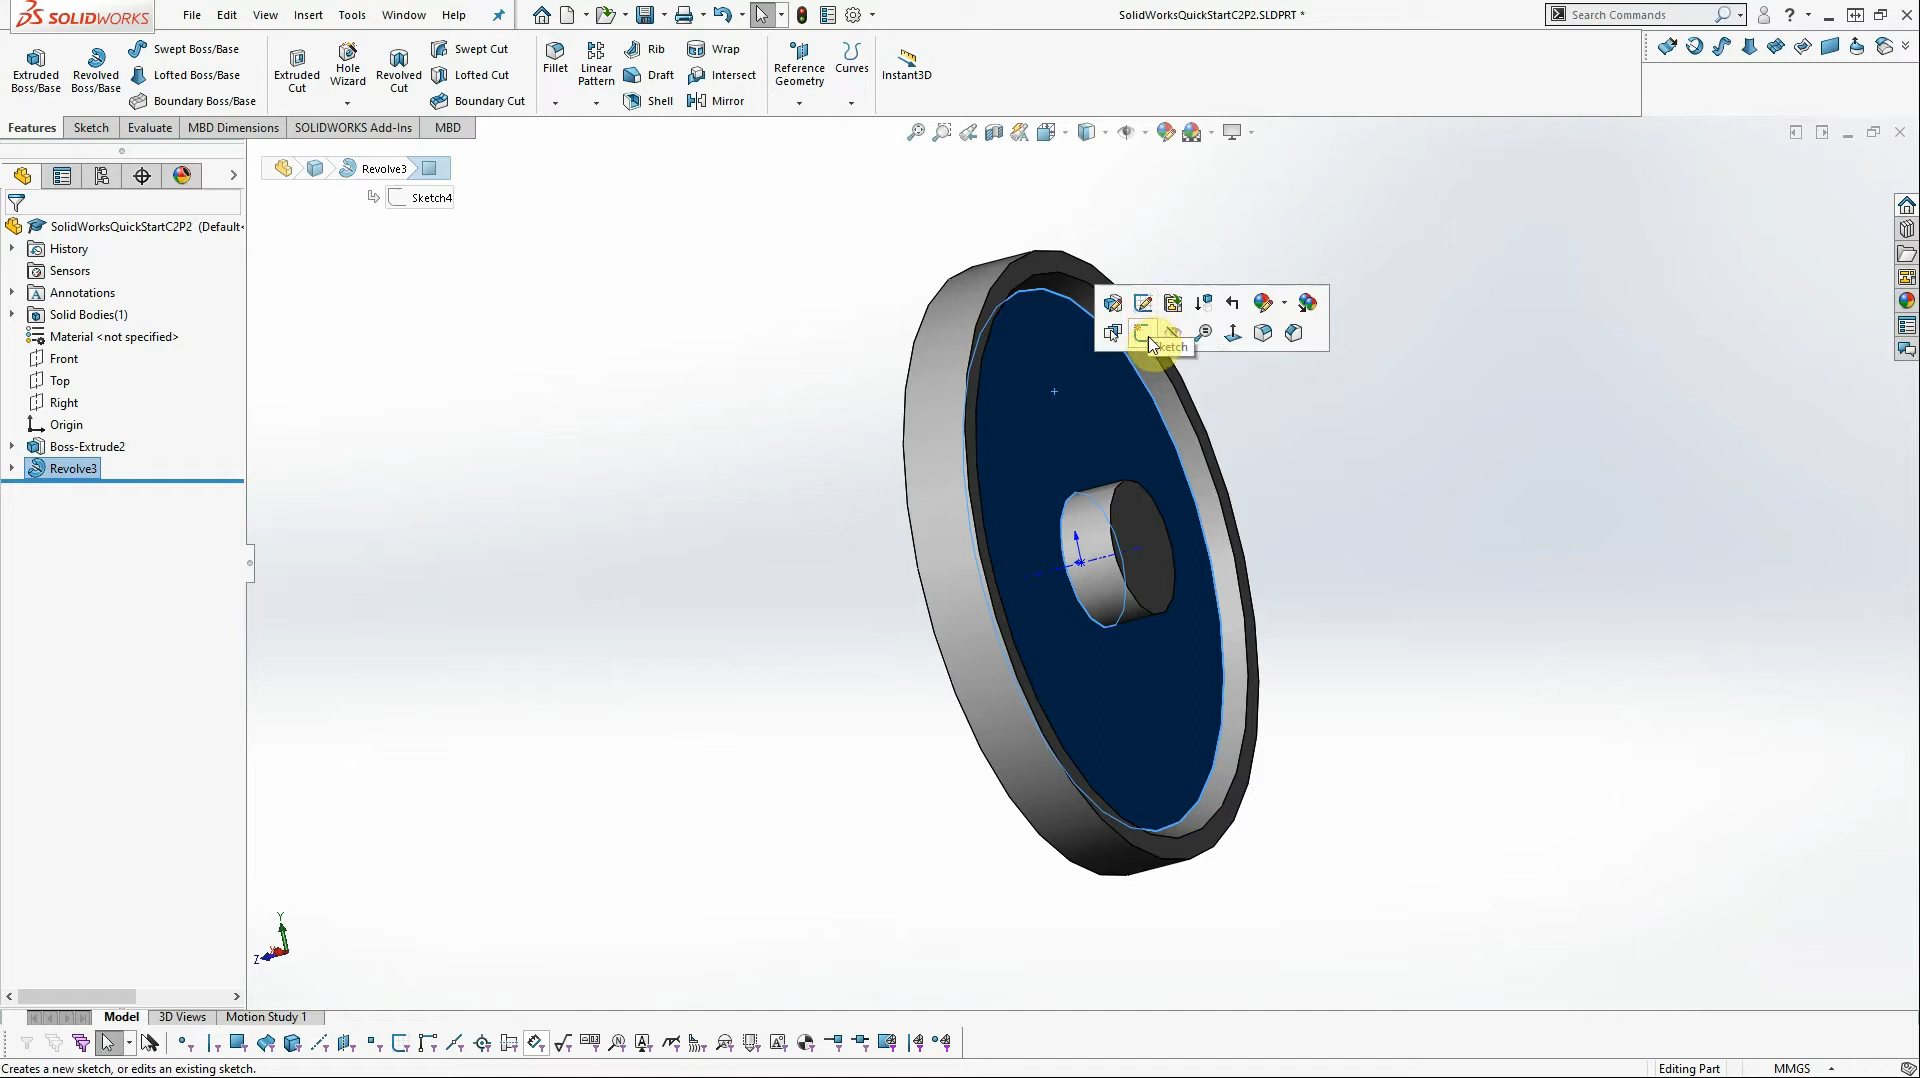 SOLIDWORKS
File
Edit
View
Insert
Tools
Window
Help
SolidWorksQuickStartC2P2.SLDPRT *
Search Commands
Extruded Boss/Base
Revolved Boss/Base
Swept Boss/Base
Lofted Boss/Base
Boundary Boss/Base
Extruded Cut
Hole Wizard
Revolved Cut
Swept Cut
Lofted Cut
Boundary Cut
Fillet
Linear Pattern
Rib
Draft
Shell
Wrap
Intersect
Mirror
Reference Geometry
Curves
Instant3D
Features
Sketch
Evaluate
MBD Dimensions
SOLIDWORKS Add-Ins
MBD
Revolve3
Sketch4
SolidWorksQuickStartC2P2 (Default
History
Sensors
Annotations
Solid Bodies(1)
Material <not specified>
Front
Top
Right
Origin
Boss-Extrude2
Revolve3
Y
Z
Model
3D Views
Motion Study 1
Creates a new sketch, or edits an existing sketch.
Editing Part
MMGS